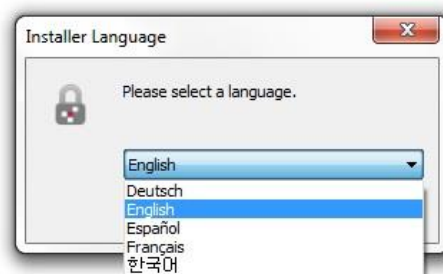 Installer Language
Please select a language.
English
Deutsch
English
Español
Français
한국어